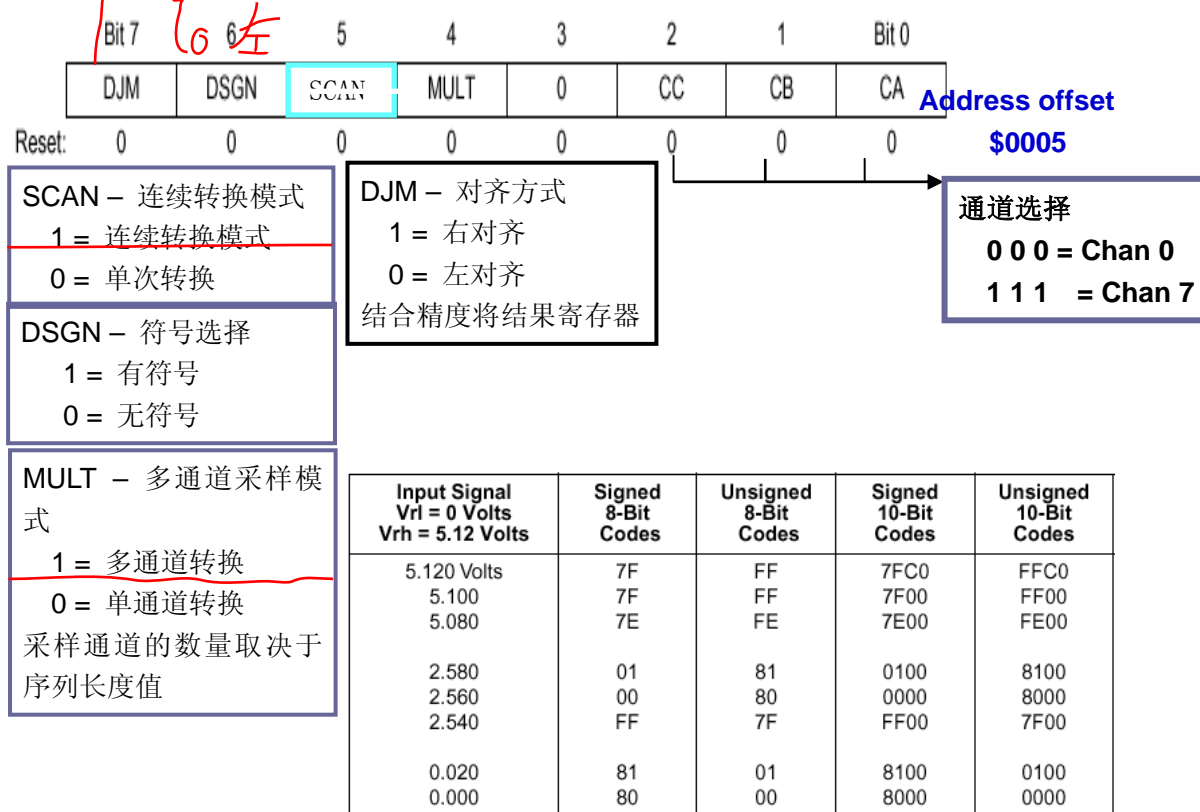 0 左
Bit 7 6 5 4 3 2 1 Bit 0
DJM DSGN SCAN MULT 0 CC CB CA
Address offset
Reset: 0 0 0 0 0 0 0 0
$0005
SCAN – 连续转换模式
1 = 连续转换模式
0 = 单次转换
DJM – 对齐方式
1 = 右对齐
0 = 左对齐
结合精度将结果寄存器
通道选择
0 0 0 = Chan 0
1 1 1 = Chan 7
DSGN – 符号选择
1 = 有符号
0 = 无符号
MULT – 多通道采样模
式
1 = 多通道转换
0 = 单通道转换
采样通道的数量取决于
序列长度值
Input Signal Signed Unsigned Signed Unsigned
Vrl = 0 Volts 8-Bit 8-Bit 10-Bit 10-Bit
Vrh = 5.12 Volts Codes Codes Codes Codes
5.120 Volts 7F FF 7FC0 FFC0
5.100 7F FF 7F00 FF00
5.080 7E FE 7E00 FE00
2.580 01 81 0100 8100
2.560 00 80 0000 8000
2.540 FF 7F FF00 7F00
0.020 81 01 8100 0100
0.000 80 00 8000 0000